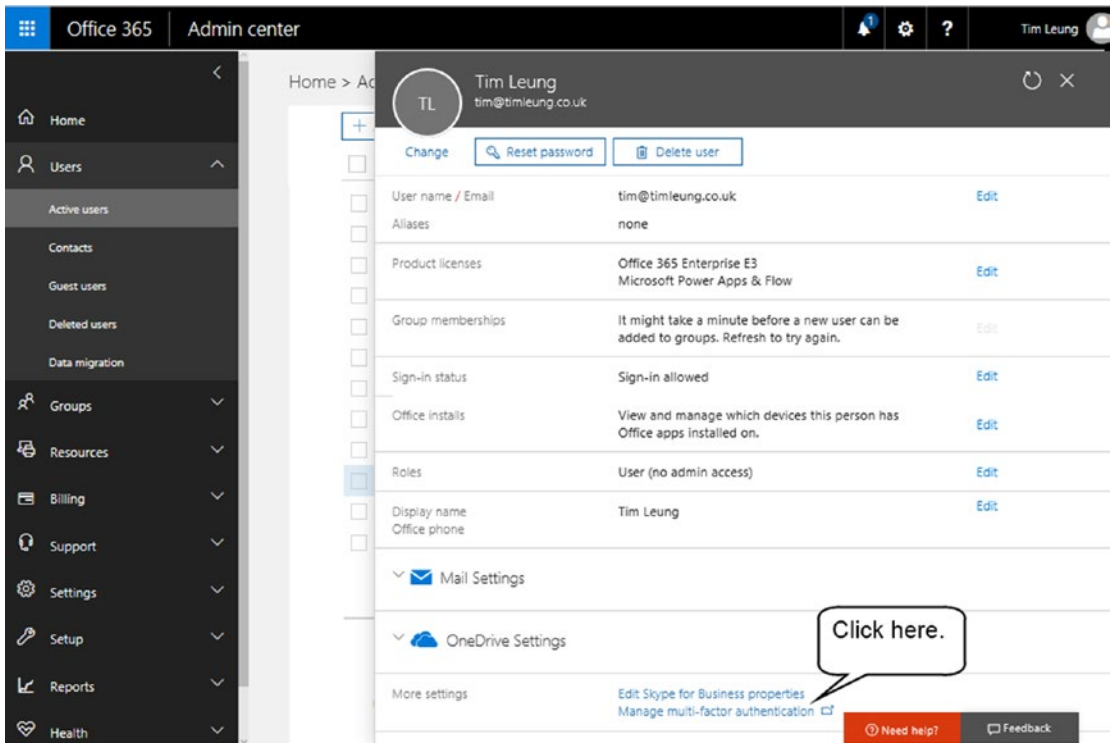 Office 365
Admin center
1
?
Tim Leung
Home
Users
Active users
Contacts
Guest users
Deleted users
Data migration
Groups
Resources
Billing
Support
Settings
Setup
Reports
Health
Home >
TL
Tim Leung
tim@timleung.co.uk
Change
Reset password
Delete user
User name / Email
tim@timleung.co.uk
Edit
Aliases
none
Product licenses
Office 365 Enterprise E3
Microsoft Power Apps & Flow
Edit
Group memberships
It might take a minute before a new user can be
added to groups. Refresh to try again.
Edit
Sign-in status
Sign-in allowed
Edit
Office installs
View and manage which devices this person has
Office apps installed on.
Edit
Roles
User (no admin access)
Edit
Display name
Tim Leung
Edit
Office phone
Mail Settings
OneDrive Settings
Click here.
More settings
Edit Skype for Business properties
Manage multi-factor authentication
Need help?
Feedback